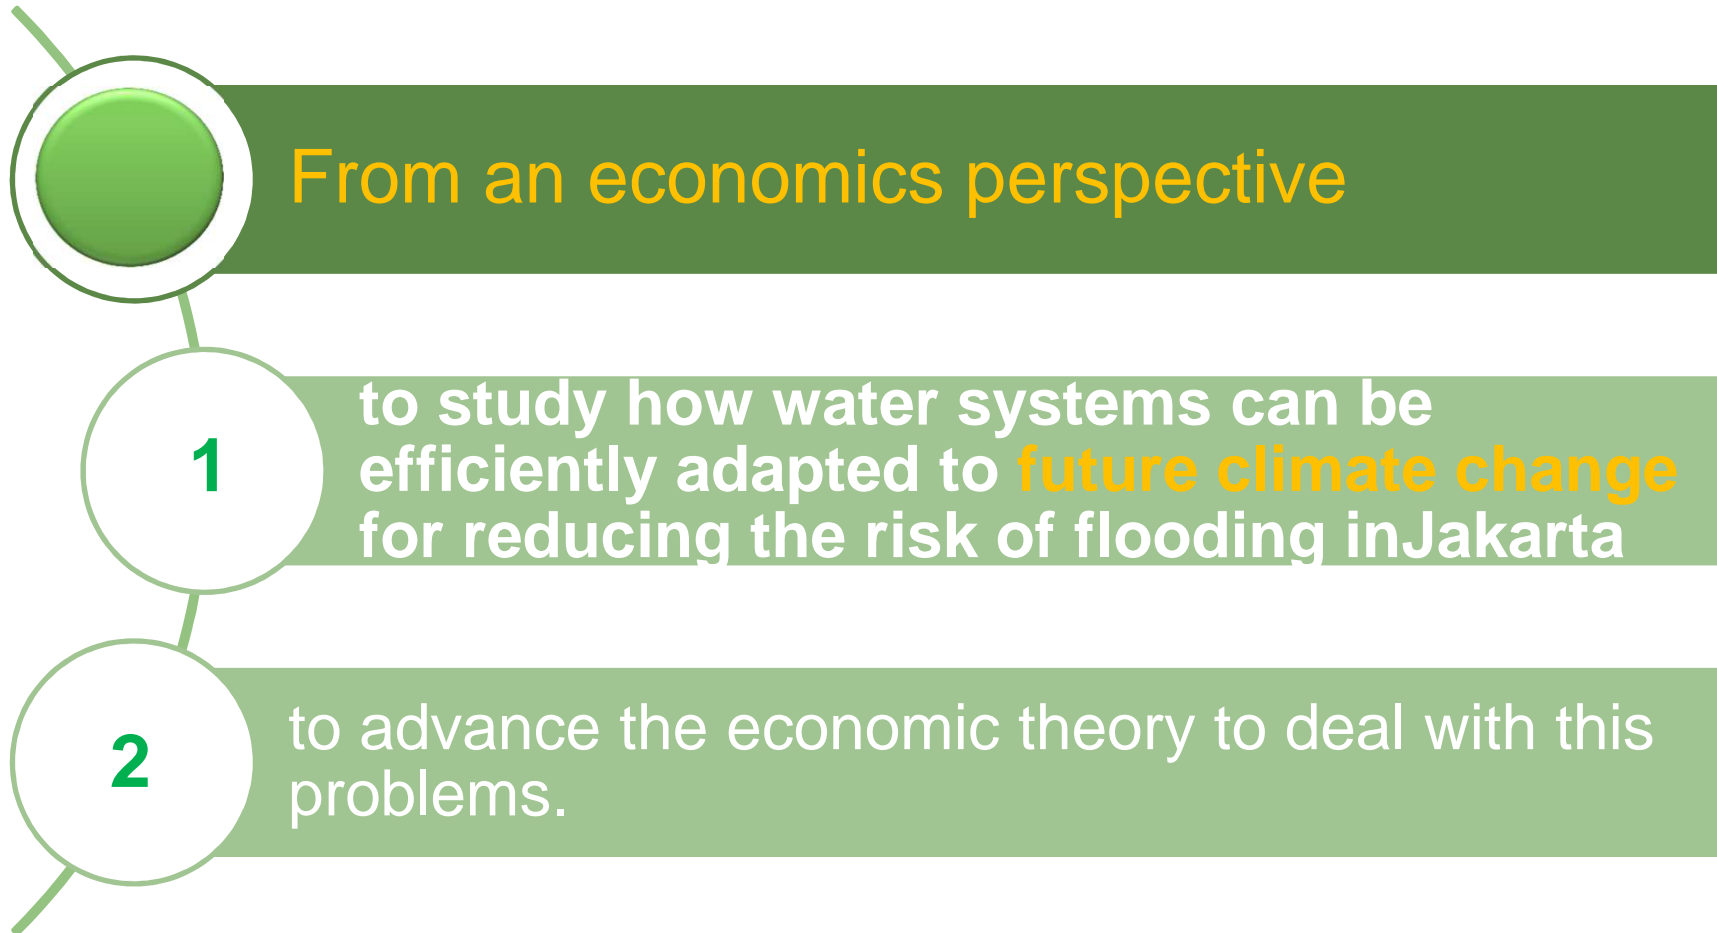 From an economics perspective
1
to study how water systems can be
efficiently adapted to future climate change
for reducing the risk of flooding inJakarta
2
to advance the economic theory to deal with this
problems.